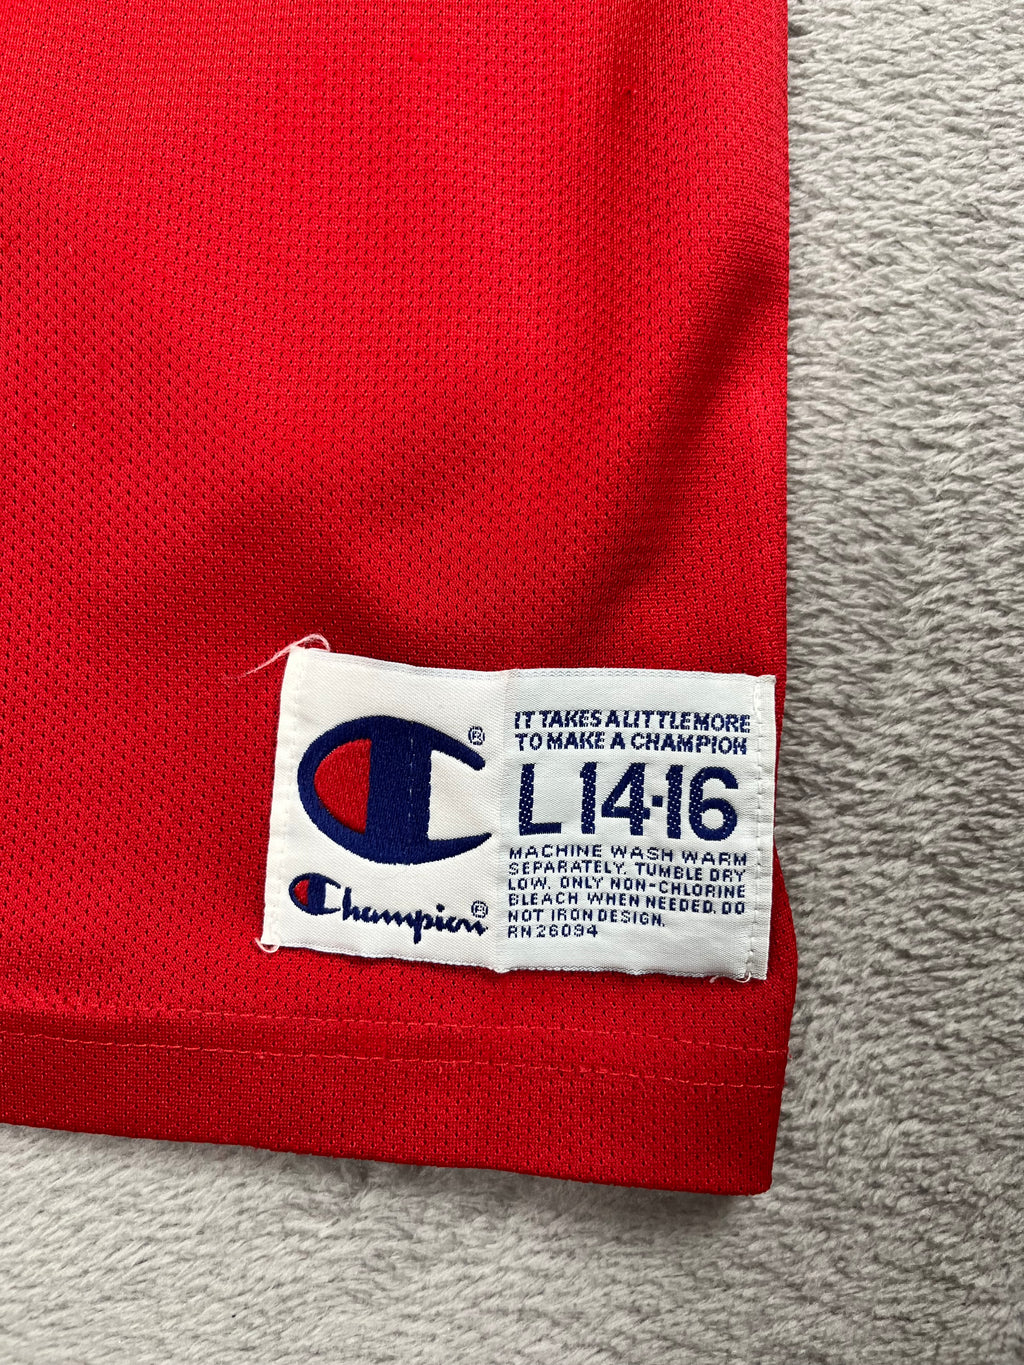 ®
Champion®
IT TAKES A LITTLE MORE
TO MAKE A CHAMPION
L 14-16
MACHINE WASH WARM
SEPARATELY. TUMBLE DRY
LOW. ONLY NON-CHLORINE
BLEACH WHEN NEEDED. DO
NOT IRON DESIGN.
RN 26094